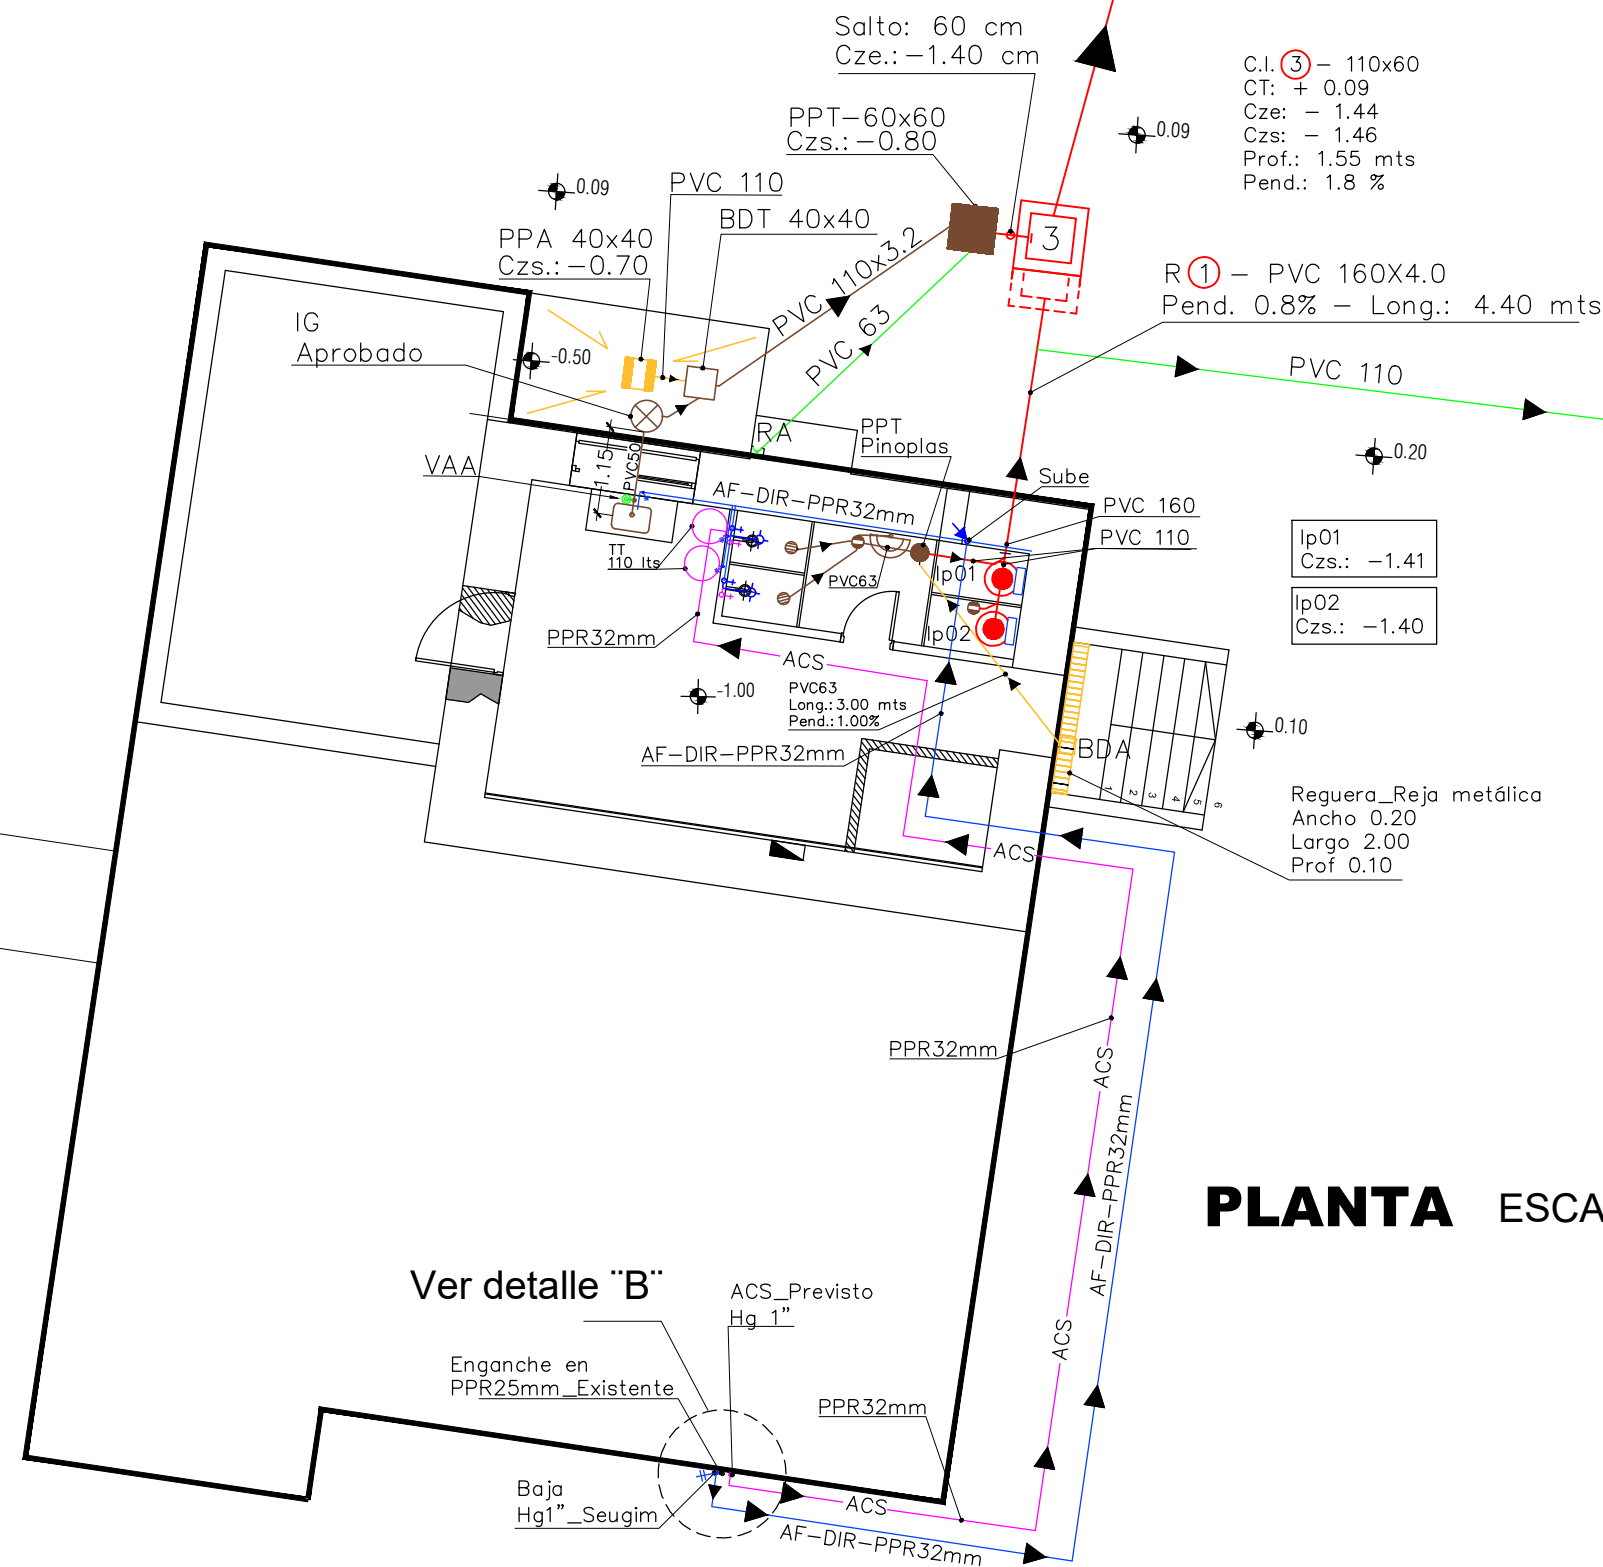 Salto: 60 cm
Cze.: -1.40 cm
C.I. 3 - 110x60
CT: + 0.09
Cze: - 1.44
Czs: - 1.46
Prof.: 1.55 mts
Pend.: 1.8 %
PPT-60x60
Czs.: -0.80
0.09
0.09
PVC 110
BDT 40x40
PPA 40x40
Czs.: -0.70
3
PVC 110x3.2
R 1 - PVC 160X4.0
Pend. 0.8% - Long.: 4.40 mts
IG
Aprobado
-0.50
PVC 63
PVC 110
RA
PPT
Pinoplas
0.20
VAA
1.15
PVC50
AF-DIR-PPR32mm
Sube
PVC 160
PVC 110
TT
110 lts
PVC63
Ip01
Ip02
Ip01
Czs.: -1.41
Ip02
Czs.: -1.40
PPR32mm
ACS
-1.00
PVC63
Long.:3.00 mts
Pend.:1.00%
AF-DIR-PPR32mm
0.10
BDA
1
2
3
4
5
6
Reguera_Reja metálica
Ancho 0.20
Largo 2.00
Prof 0.10
ACS
PPR32mm
ACS
AF-DIR-PPR32mm
PLANTA ESCA
Ver detalle ¨B¨
ACS_Previsto
Hg 1”
ACS
Enganche en
PPR25mm_Existente
PPR32mm
Baja
Hg1”_Seugim
ACS
AF-DIR-PPR32mm